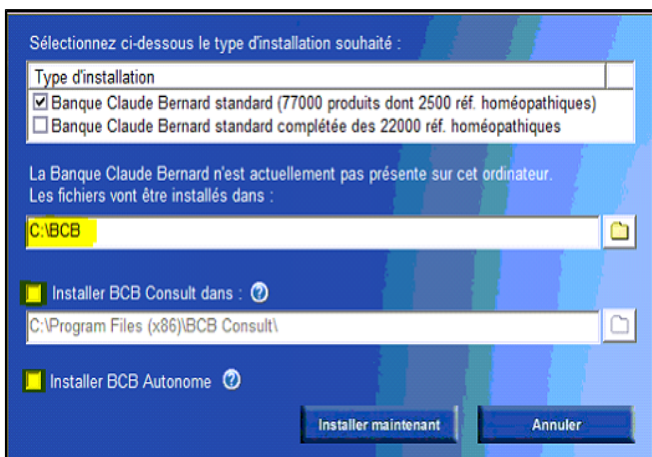 Sélectionnez ci-dessous le type d'installation souhaité :
Type d'installation
Banque Claude Bernard standard (77000 produits dont 2500 réf. homéopathiques)
Banque Claude Bernard standard complétée des 22000 réf. homéopathiques
La Banque Claude Bernard n'est actuellement pas présente sur cet ordinateur.
Les fichiers vont être installés dans :
C:\BCB
Installer BCB Consult dans : ?
C:\Program Files (x86)\BCB Consult\
Installer BCB Autonome ?
Installer maintenant
Annuler